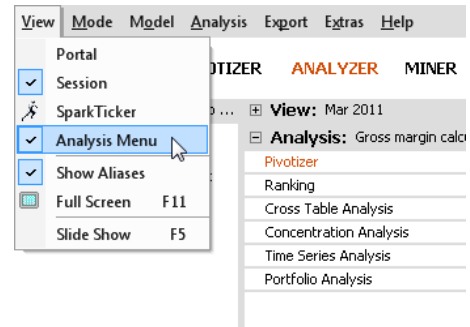 View Mode Model Analysis Export Extras Help
Portal
Session
SparkTicker
Analysis Menu
Show Aliases
Full Screen F11
Slide Show F5
ANALYZER MINER
View: Mar 2011
Analysis: Gross margin
Pivotizer
Ranking
Cross Table Analysis
Concentration Analysis
Time Series Analysis
Portfolio Analysis